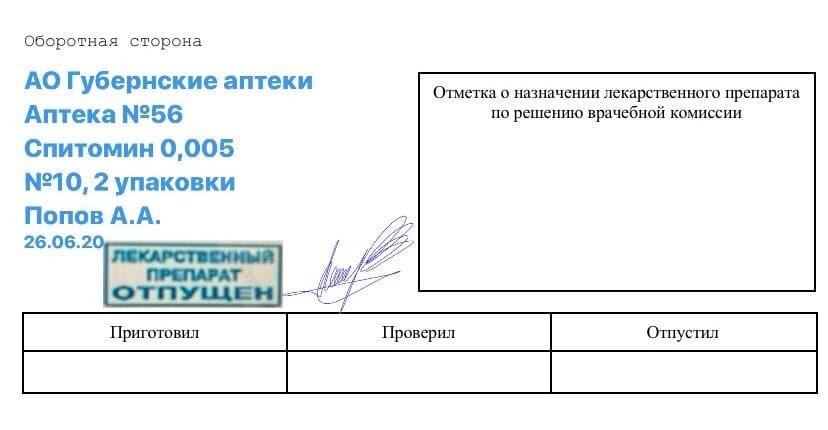 Оборотная сторона
АО Губернские аптеки
Аптека №56
Спитомин 0,005
№10, 2 упаковки
Попов А.А.
26.06.20
ЛЕКАРСТВЕННЫЙ
ПРЕПАРАТ
ОТПУЩЕН
Отметка о назначении лекарственного препарата
по решению врачебной комиссии
Приготовил Проверил Отпустил